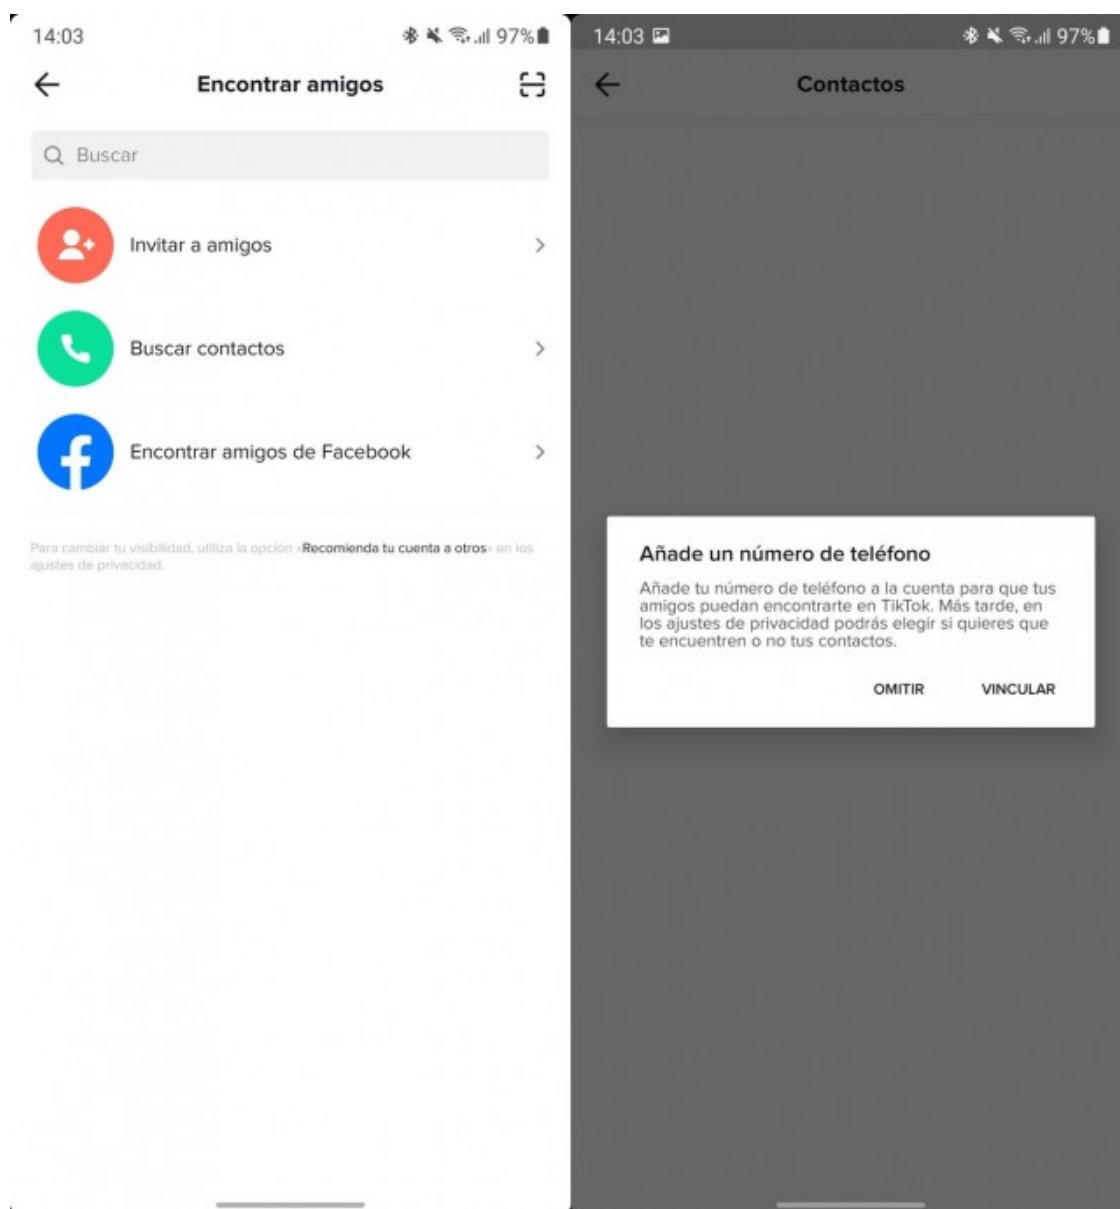 14:03 97%
Encontrar amigos
Buscar
Invitar a amigos
Buscar contactos
Encontrar amigos de Facebook
Para cambiar tu visibilidad, utiliza la opción «Recomienda tu cuenta a otros» en los
ajustes de privacidad.
14:03 97%
Contactos
Añade un número de teléfono
Añade tu número de teléfono a la cuenta para que tus
amigos puedan encontrarte en TikTok. Más tarde, en
los ajustes de privacidad podrás elegir si quieres que
te encuentren o no tus contactos.
OMITIR VINCULAR